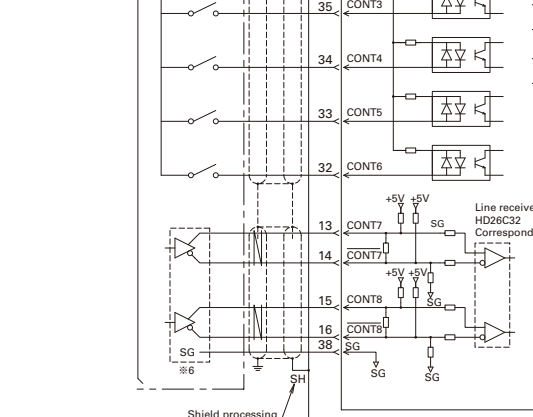 35 CONT3
34 CONT4
33 CONT5
32 CONT6
+5V +5V
Line receive
HD26C32
Correspond
13 CONT7 SG
14 CONT7
+5V +5V
SG
15 CONT8
16 CONT8
SG 38 SG
※6
SG SG
SH
Shield processing